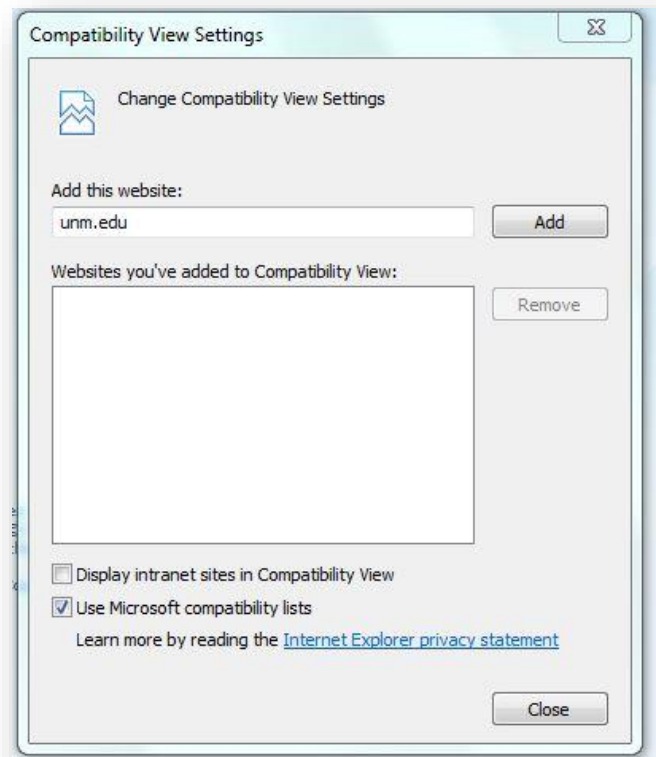 Compatibility View Settings
Change Compatibility View Settings
Add this website:
unm.edu
Add
Websites you've added to Compatibility View:
Remove
Display intranet sites in Compatibility View
Use Microsoft compatibility lists
Learn more by reading the Internet Explorer privacy statement
Close